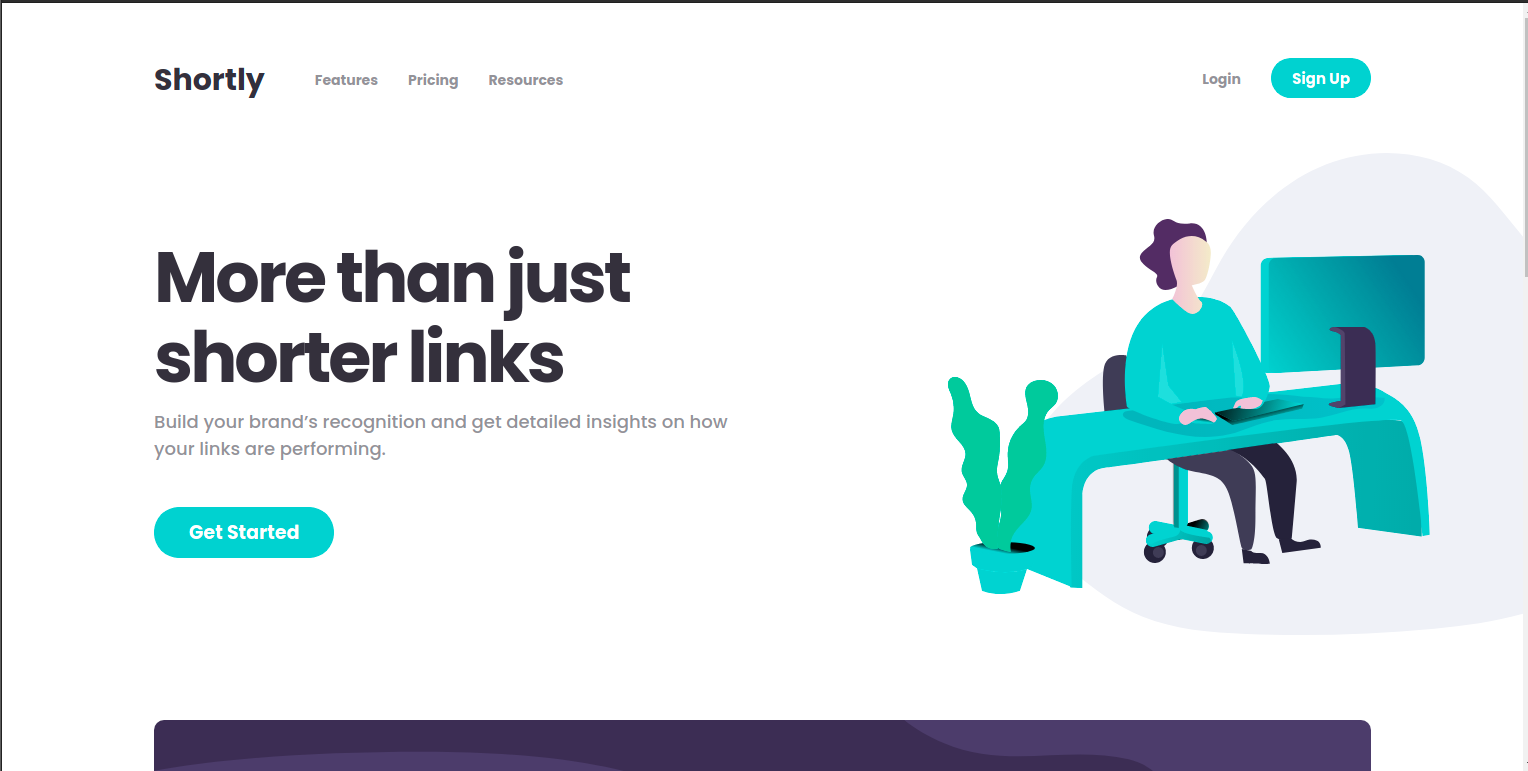 Shortly Features Pricing Resources Login Sign Up
More than just
shorter links
Build your brand’s recognition and get detailed insights on how
your links are performing.
Get Started